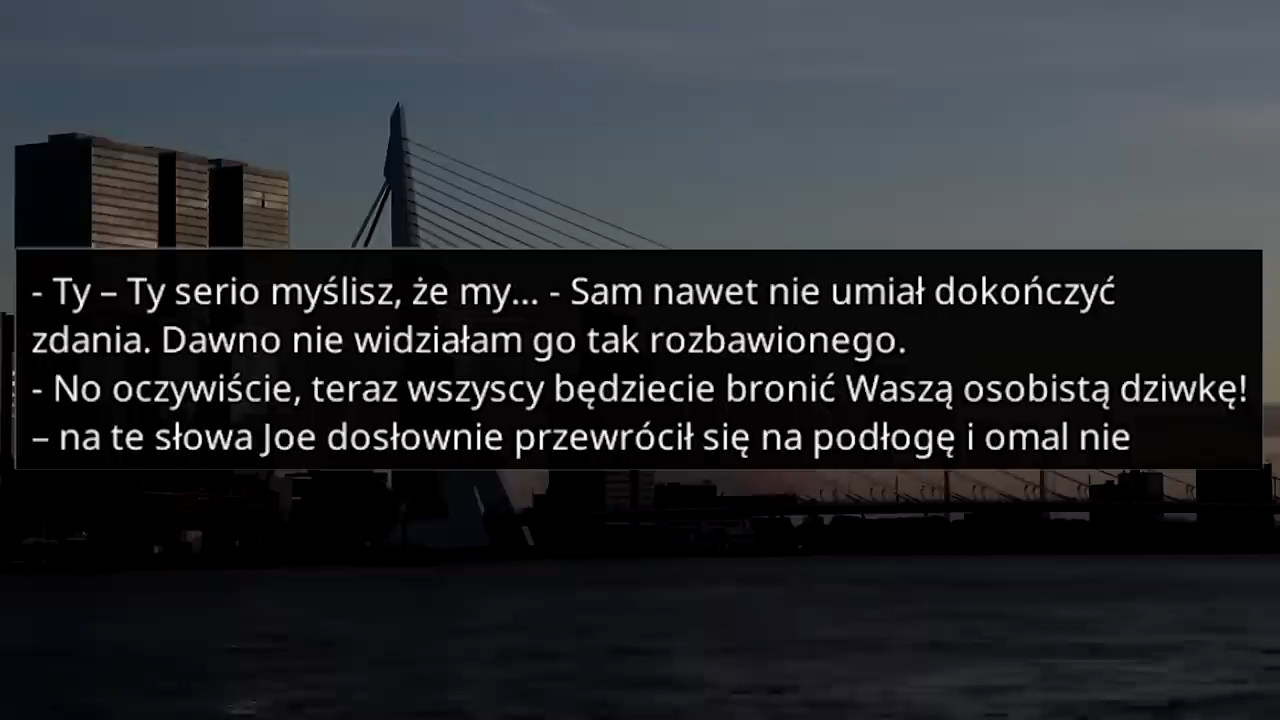 - Ty – Ty serio myślisz, że my... - Sam nawet nie umiał dokończyć
zdania. Dawno nie widziałam go tak rozbawionego.
- No oczywiście, teraz wszyscy będziecie bronić Waszą osobistą dziwkę!
– na te słowa Joe dosłownie przewrócił się na podłogę i omal nie